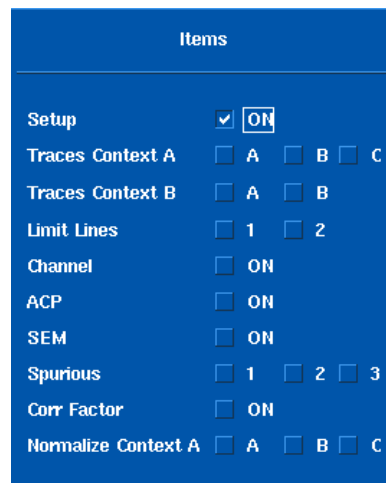 Items
Setup ON
Traces Context A A B C
Traces Context B A B
Limit Lines 1 2
Channel ON
ACP ON
SEM ON
Spurious 1 2 3
Corr Factor ON
Normalize Context A A B C